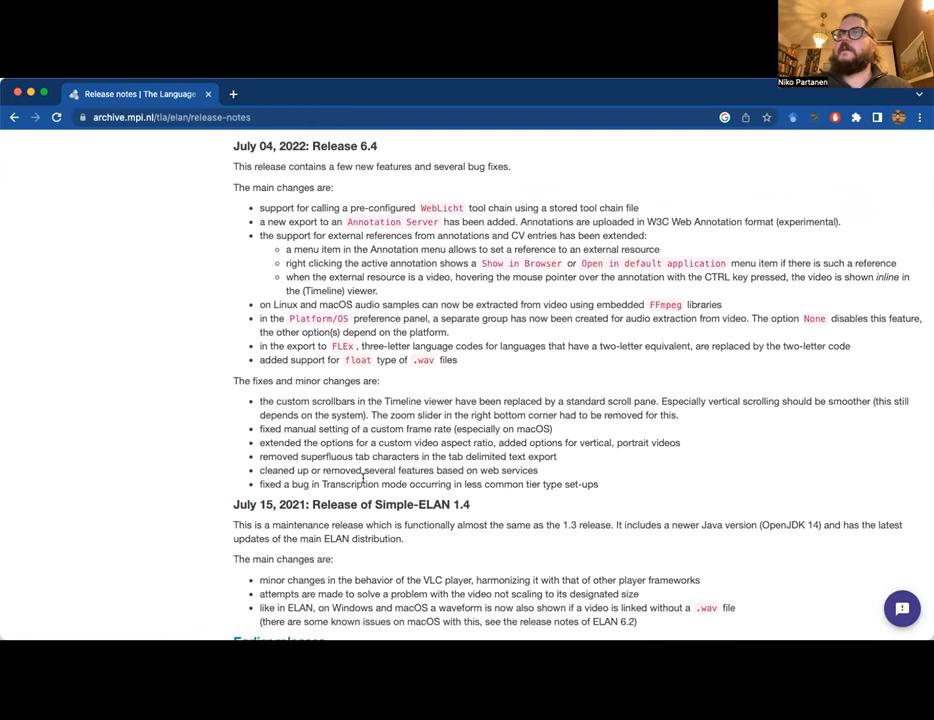 Niko Partanen
Release notes | The Language
archive.mpi.nl/tla/elan/release-notes
July 04, 2022: Release 6.4
This release contains a few new features and several bug fixes.
The main changes are:
support for calling a pre-configured WebLicht tool chain using a stored tool chain file
a new export to an Annotation Server has been added. Annotations are uploaded in W3C Web Annotation format (experimental).
the support for external references from annotations and CV entries has been extended:
a menu item in the Annotation menu allows to set a reference to an external resource
right clicking the active annotation shows a Show in Browser or Open in default application menu item if there is such a reference
when the external resource is a video, hovering the mouse pointer over the annotation with the CTRL key pressed, the video is shown inline in
the (Timeline) viewer.
on Linux and macOS audio samples can now be extracted from video using embedded FFmpeg libraries
in the Platform/OS preference panel, a separate group has now been created for audio extraction from video. The option None disables this feature,
the other option(s) depend on the platform.
in the export to FLEx, three-letter language codes for languages that have a two-letter equivalent, are replaced by the two-letter code
added support for float type of .wav files
The fixes and minor changes are:
the custom scrollbars in the Timeline viewer have been replaced by a standard scroll pane. Especially vertical scrolling should be smoother (this still
depends on the system). The zoom slider in the right bottom corner had to be removed for this.
fixed manual setting of a custom frame rate (especially on macOS)
extended the options for a custom video aspect ratio, added options for vertical, portrait videos
removed superfluous tab characters in the tab delimited text export
cleaned up or removed several features based on web services
fixed a bug in Transcription mode occurring in less common tier type set-ups
July 15, 2021: Release of Simple-ELAN 1.4
This is a maintenance release which is functionally almost the same as the 1.3 release. It includes a newer Java version (OpenJDK 14) and has the latest
updates of the main ELAN distribution.
The main changes are:
minor changes in the behavior of the VLC player, harmonizing it with that of other player frameworks
attempts are made to solve a problem with the video not scaling to its designated size
like in ELAN, on Windows and macOS a waveform is now also shown if a video is linked without a .wav file
(there are some known issues on macOS with this, see the release notes of ELAN 6.2)
Earlier releases